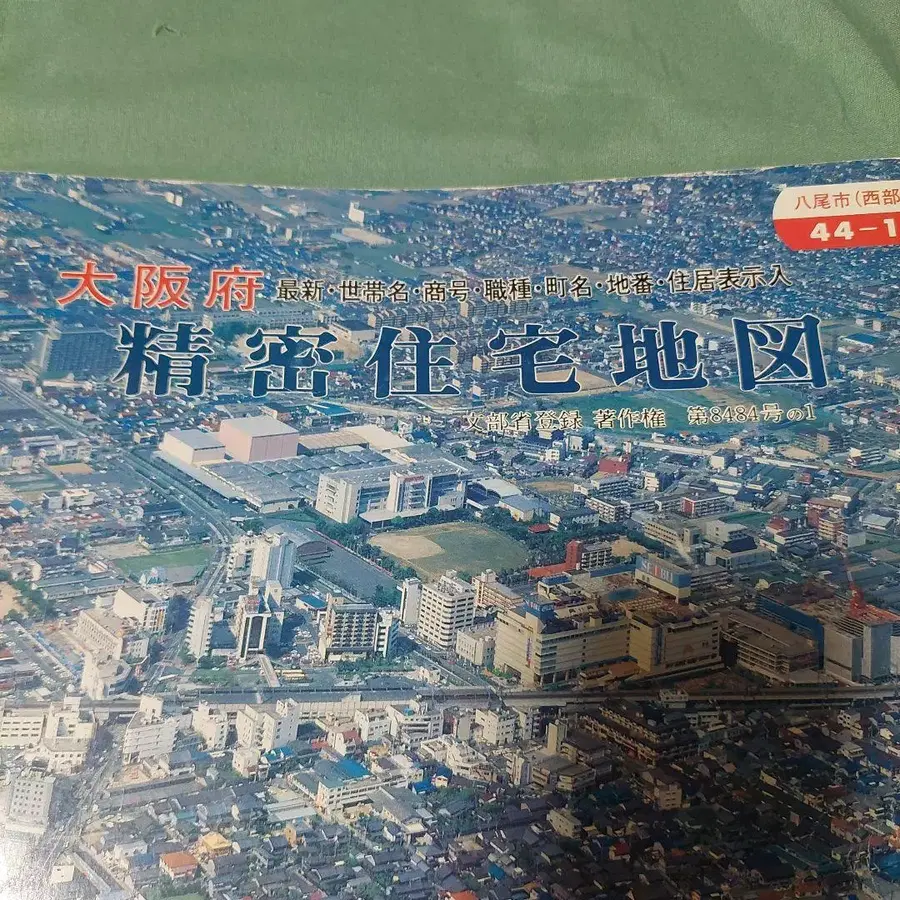 八尾市(西部
44-1
大阪府 最新・世帯名・商号・職種・町名・地番・住居表示入
精密住宅地図
文部省登録 著作権 第8484号の1